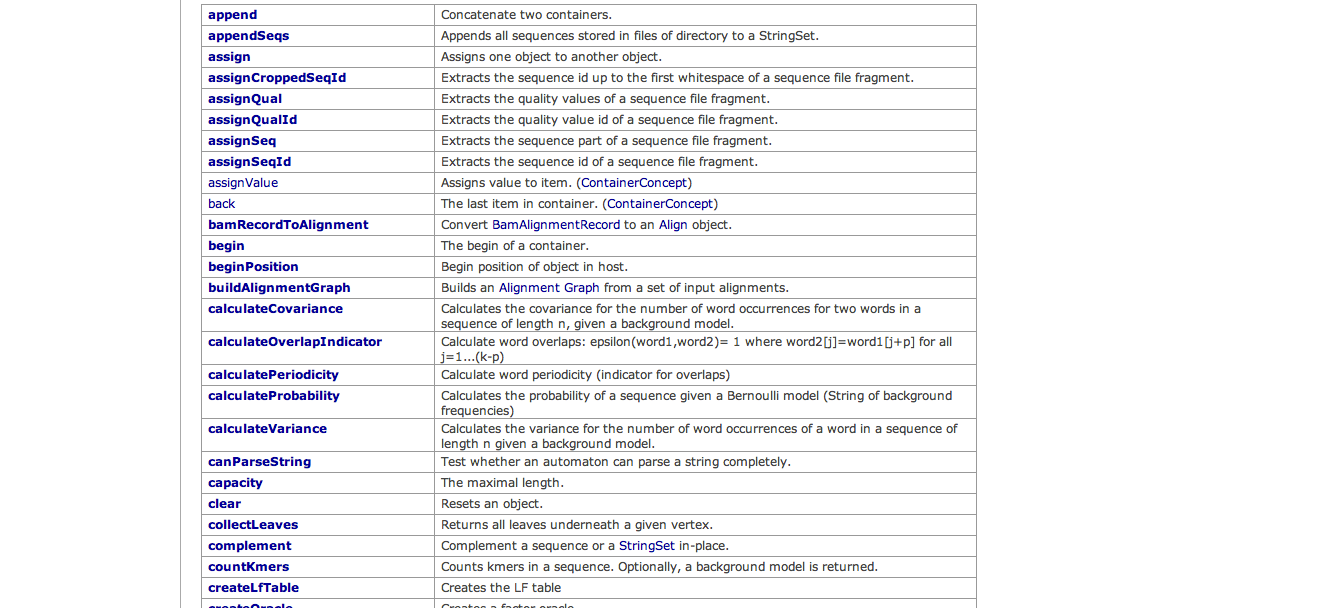 append Concatenate two containers.
appendSeqs Appends all sequences stored in files of directory to a StringSet.
assign Assigns one object to another object.
assignCroppedSeqId Extracts the sequence id up to the first whitespace of a sequence file fragment.
assignQual Extracts the quality values of a sequence file fragment.
assignQualId Extracts the quality value id of a sequence file fragment.
assignSeq Extracts the sequence part of a sequence file fragment.
assignSeqId Extracts the sequence id of a sequence file fragment.
assignValue Assigns value to item. (ContainerConcept)
back The last item in container. (ContainerConcept)
bamRecordToAlignment Convert BamAlignmentRecord to an Align object.
begin The begin of a container.
beginPosition Begin position of object in host.
buildAlignmentGraph Builds an Alignment Graph from a set of input alignments.
calculateCovariance Calculates the covariance for the number of word occurrences for two words in a
sequence of length n, given a background model.
calculateOverlapIndicator Calculate word overlaps: epsilon(word1,word2)= 1 where word2[j]=word1[j+p] for all
j=1...(k-p)
calculatePeriodicity Calculate word periodicity (indicator for overlaps)
calculateProbability Calculates the probability of a sequence given a Bernoulli model (String of background
frequencies)
calculateVariance Calculates the variance for the number of word occurrences of a word in a sequence of
length n given a background model.
canParseString Test whether an automaton can parse a string completely.
capacity The maximal length.
clear Resets an object.
collectLeaves Returns all leaves underneath a given vertex.
complement Complement a sequence or a StringSet in-place.
countKmers Counts kmers in a sequence. Optionally, a background model is returned.
createLfTable Creates the LF table
createOracle Creates a factor oracle.